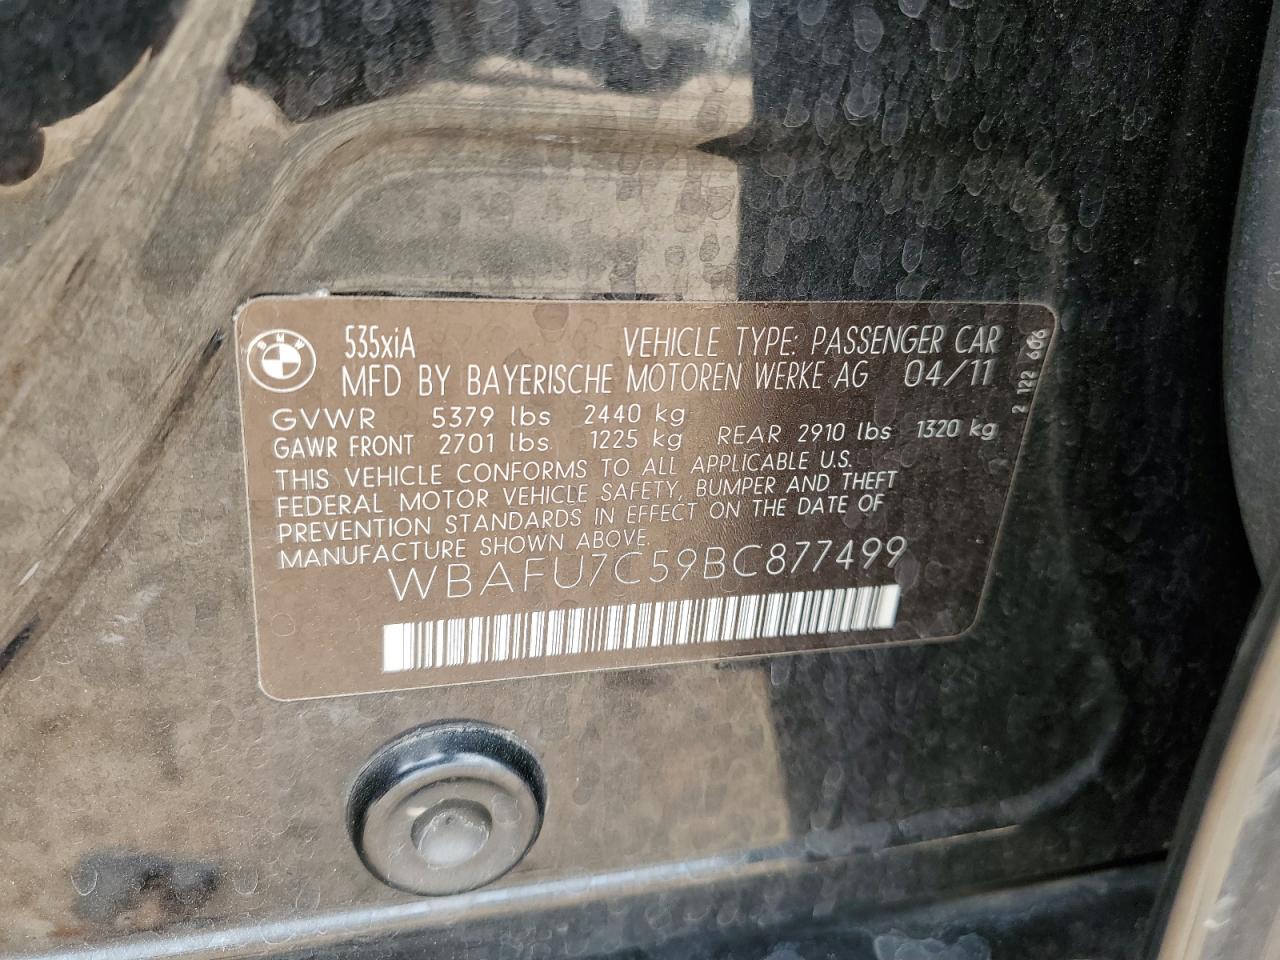 BMW
535xiA VEHICLE TYPE: PASSENGER CAR
MFD BY BAYERISCHE MOTOREN WERKE AG 04/11
2 122 606
GVWR 5379 lbs 2440 kg
GAWR FRONT 2701 lbs 1225 kg REAR 2910 lbs 1320 kg
THIS VEHICLE CONFORMS TO ALL APPLICABLE U.S.
FEDERAL MOTOR VEHICLE SAFETY, BUMPER AND THEFT
PREVENTION STANDARDS IN EFFECT ON THE DATE OF
MANUFACTURE SHOWN ABOVE.
WBAFU7C59BC877499